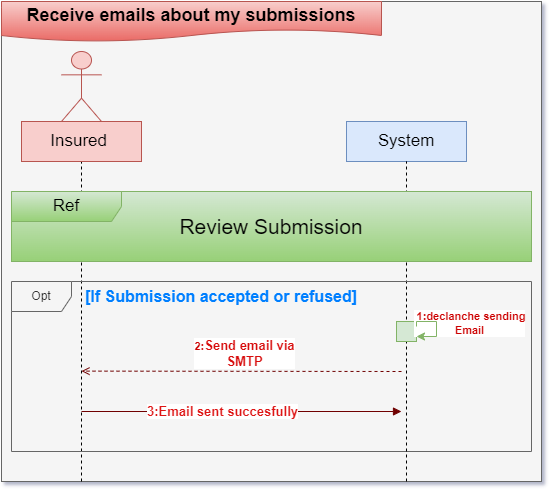 Receive emails about my submissions
Insured
System
Ref
Review Submission
Opt
[If Submission accepted or refused]
1:declanche sending
Email
2:Send email via
SMTP
3:Email sent succesfully